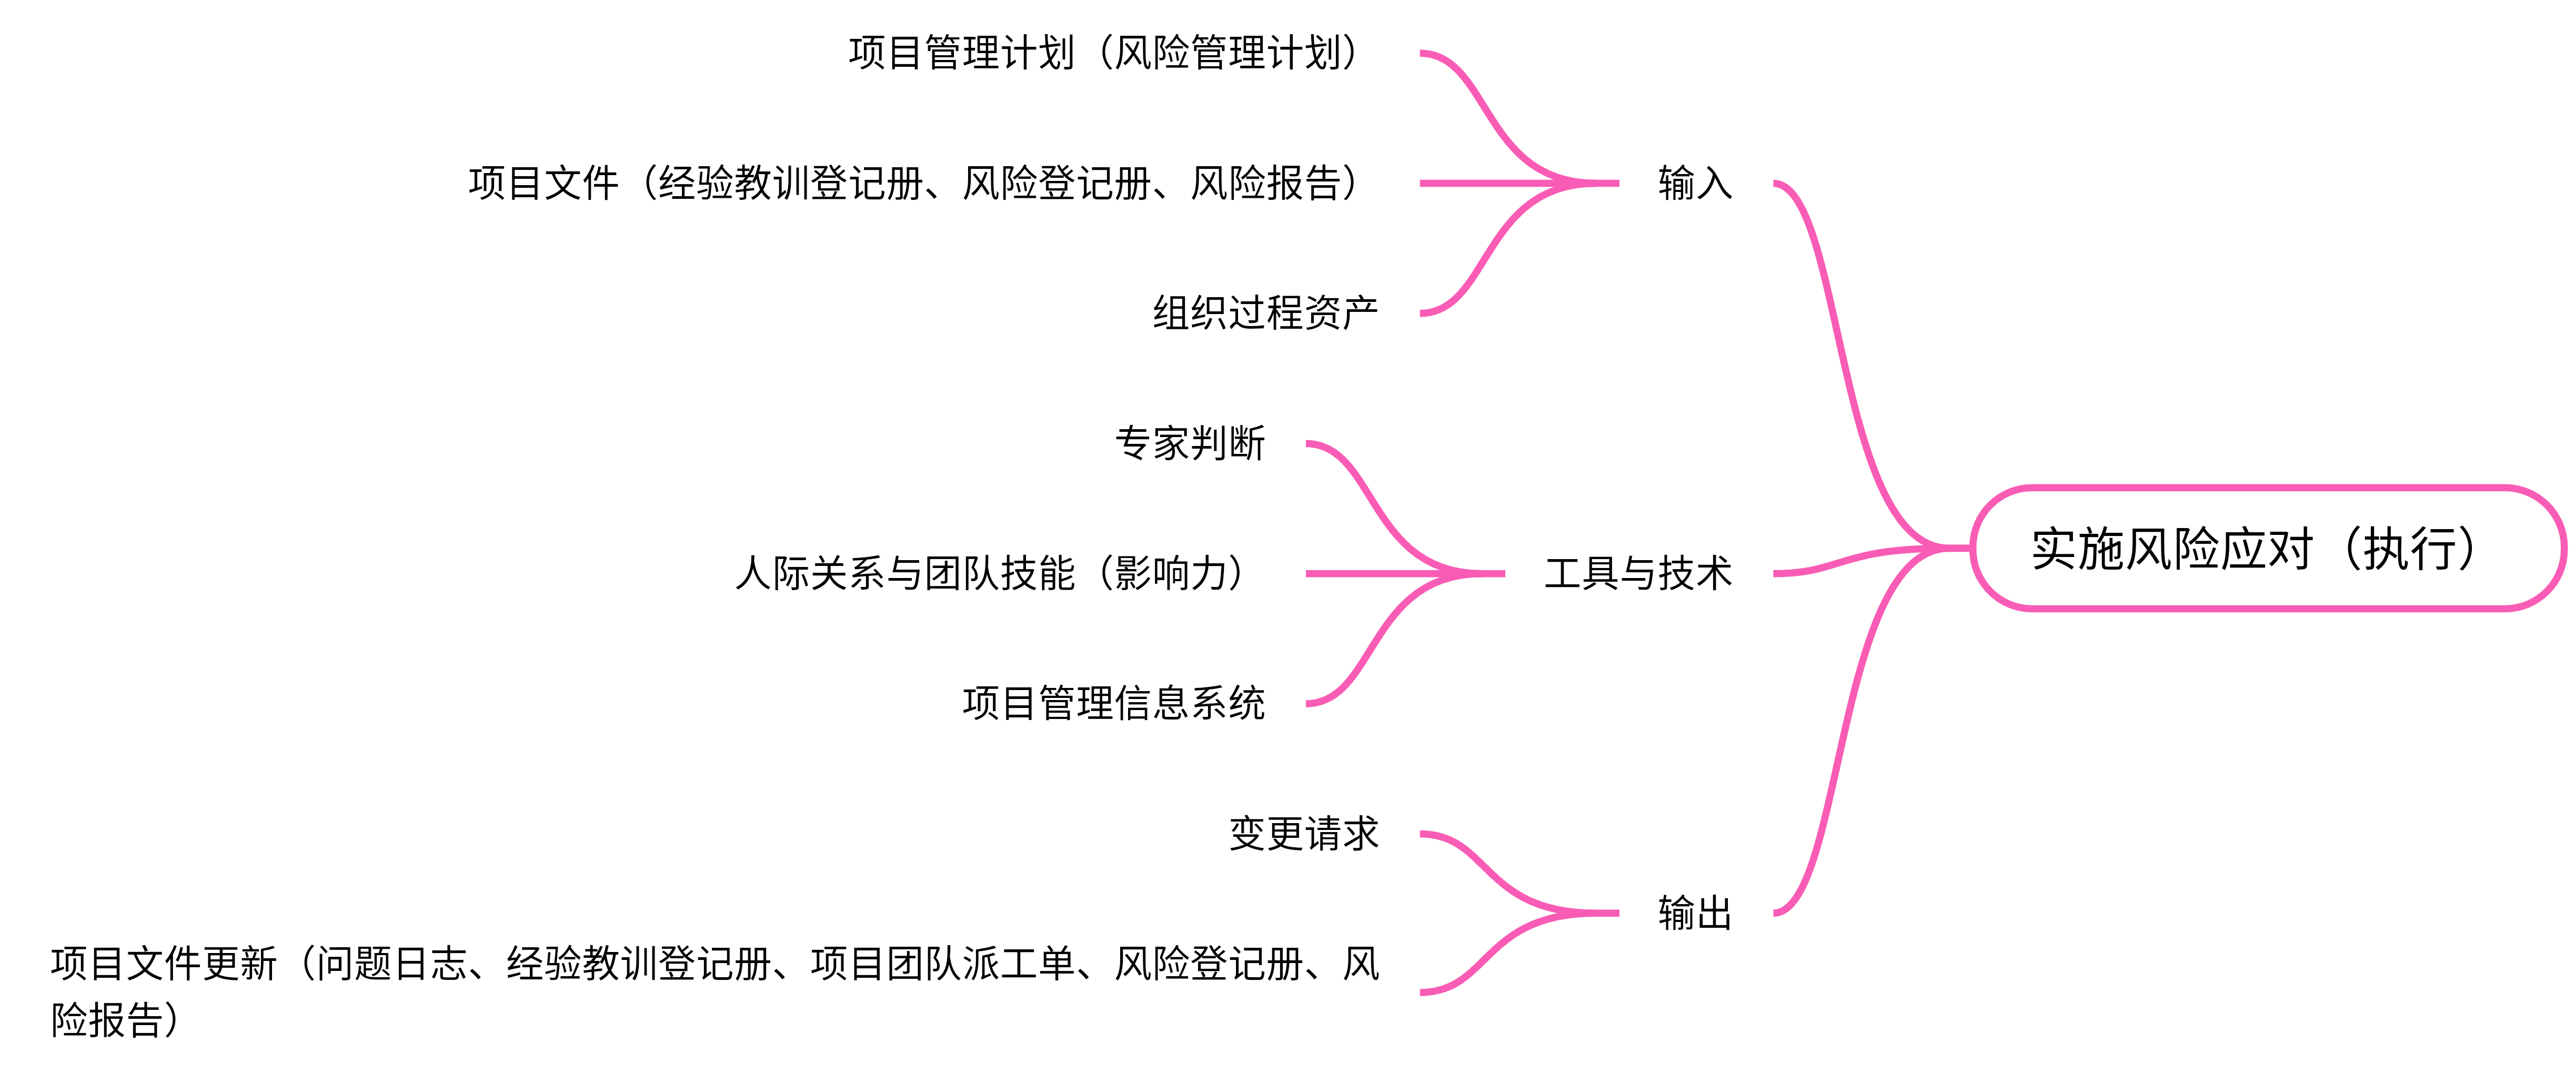 项目管理计划（风险管理计划）
项目文件（经验教训登记册、风险登记册、风险报告）
输入
组织过程资产
专家判断
实施风险应对（执行）
人际关系与团队技能（影响力）
工具与技术
项目管理信息系统
变更请求
输出
项目文件更新（问题日志、经验教训登记册、项目团队派工单、风险登记册、风
险报告）